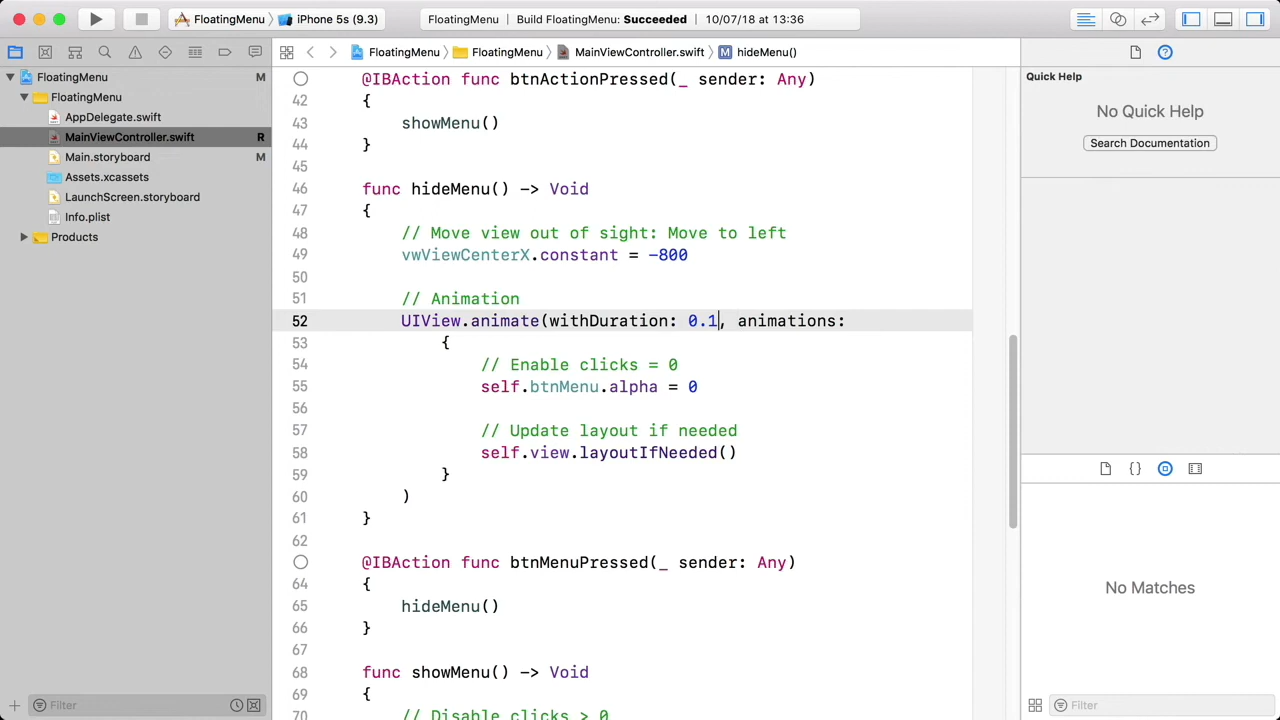 FloatingMenu
iPhone 5s (9.3)
FloatingMenu | Build FloatingMenu: Succeeded | 10/07/18 at 13:36
FloatingMenu
FloatingMenu
MainViewController.swift
M hideMenu()
FloatingMenu M
FloatingMenu
AppDelegate.swift
MainViewController.swift R
Main.storyboard M
Assets.xcassets
LaunchScreen.storyboard
Info.plist
Products
Filter
@IBAction func btnActionPressed(_ sender: Any)
42 {
43 showMenu()
44 }
45
46 func hideMenu() -> Void
47 {
48 // Move view out of sight: Move to left
49 vwViewCenterX.constant = -800
50
51 // Animation
52 UIView.animate(withDuration: 0.1, animations:
53 {
54 // Enable clicks = 0
55 self.btnMenu.alpha = 0
56
57 // Update layout if needed
58 self.view.layoutIfNeeded()
59 }
60 )
61 }
62
@IBAction func btnMenuPressed(_ sender: Any)
64 {
65 hideMenu()
66 }
67
68 func showMenu() -> Void
69 {
70 // Disable clicks > 0
Quick Help
No Quick Help
Search Documentation
{}
No Matches
Filter